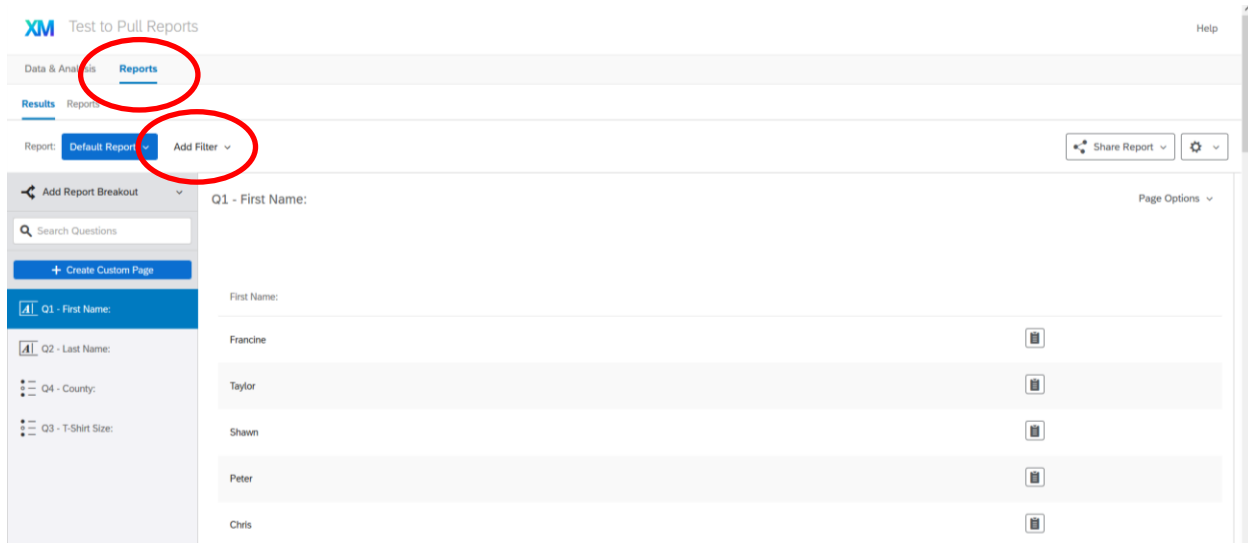 XM Test to Pull Reports
Help
Data & Analysis Reports
Results Reports
Report: Default Report Add Filter Share Report
Add Report Breakout
Q1 - First Name: Page Options
Search Questions
+ Create Custom Page
First Name:
Q1 - First Name:
Francine
Q2 - Last Name:
Taylor
Q4 - County:
Q3 - T-Shirt Size:
Shawn
Peter
Chris